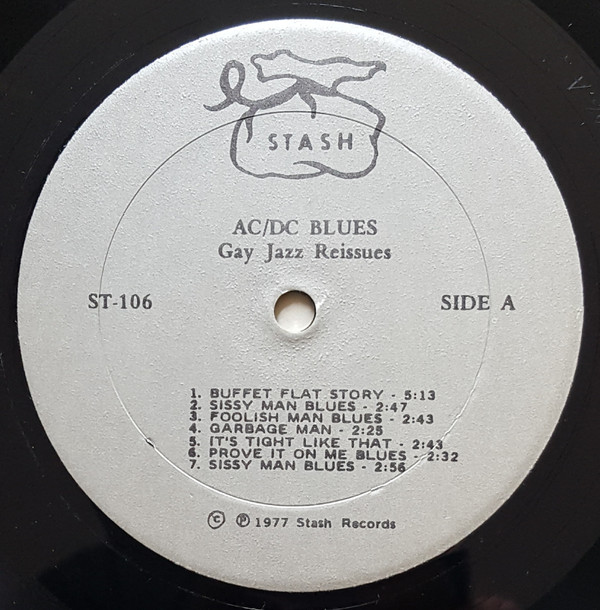 STASH
AC/DC BLUES
Gay Jazz Reissues
ST-106
SIDE A
1. BUFFET FLAT STORY - 5:13
2. SISSY MAN BLUES - 2:47
3. FOOLISH MAN BLUES - 2:43
4. GARBAGE MAN - 2:25
5. IT'S TIGHT LIKE THAT - 2:43
6. PROVE IT ON ME BLUES - 2:32
7. SISSY MAN BLUES - 2:56
© ℗ 1977 Stash Records